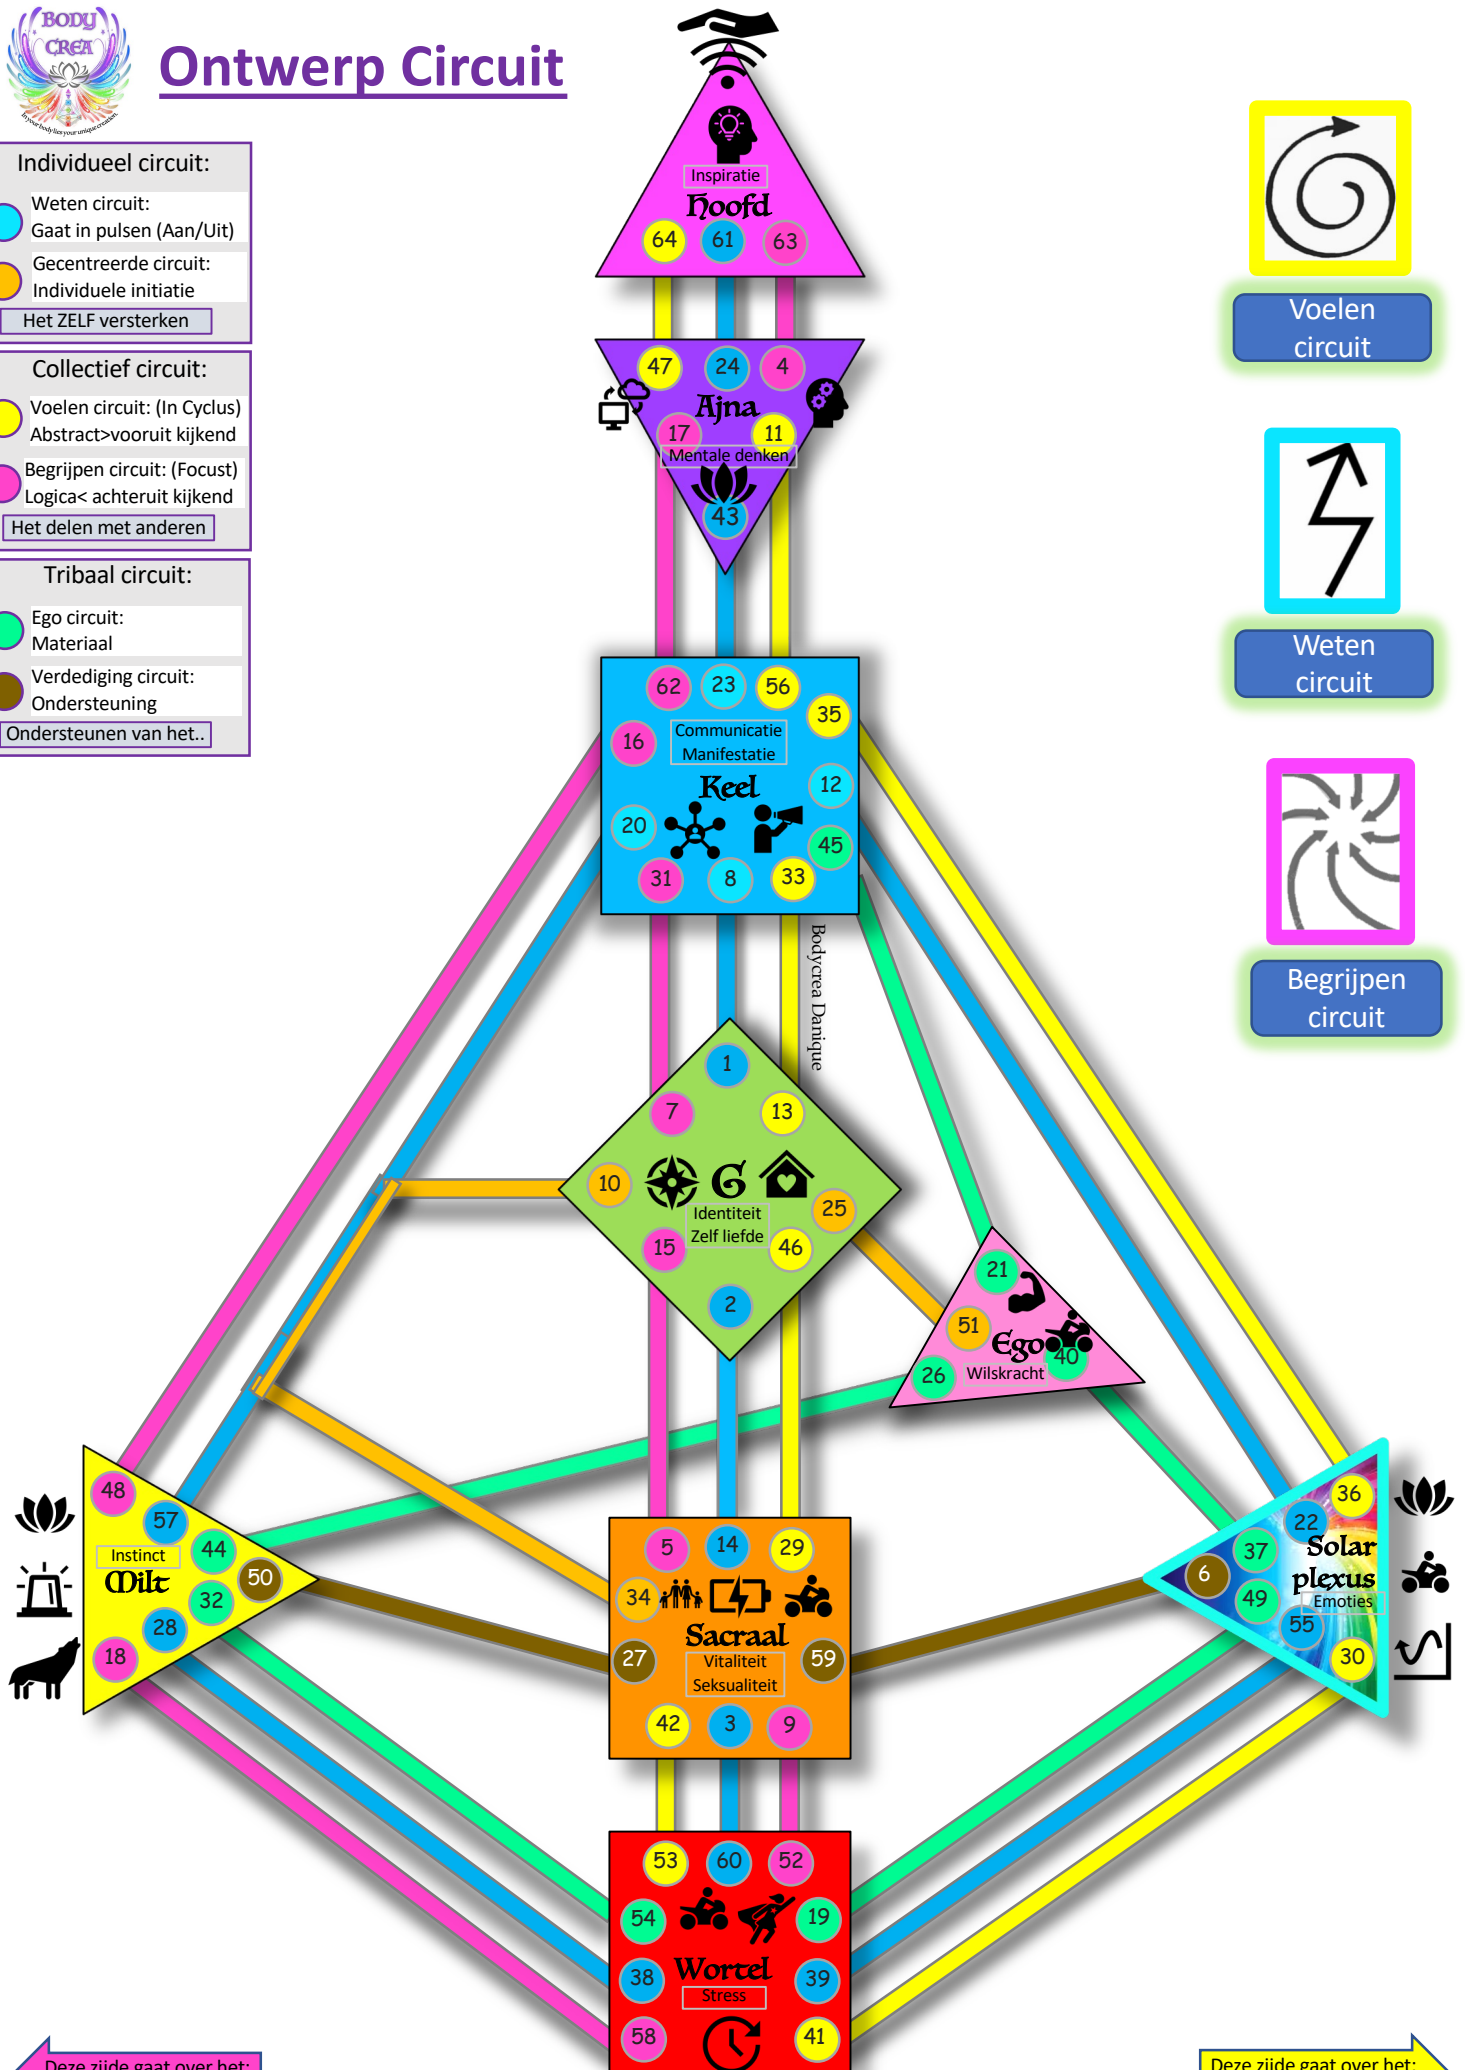 BODY
CREA
In your body lies your unique creation.
Ontwerp Circuit
Individueel circuit:
Weten circuit:
Gaat in pulsen (Aan/Uit)
Gecentreerde circuit:
Individuele initiatie
Het ZELF versterken
Collectief circuit:
Voelen circuit: (In Cyclus)
Abstract>vooruit kijkend
Begrijpen circuit: (Focust)
Logica< achteruit kijkend
Het delen met anderen
Tribaal circuit:
Ego circuit:
Materiaal
Verdediging circuit:
Ondersteuning
Ondersteunen van het..
Voelen
circuit
Weten
circuit
Begrijpen
circuit
Inspiratie
Hoofd
64 61 63
47 24 4
Ajna
17 11
Mentale denken
43
62 23 56
35
16
Communicatie
Manifestatie
Keel
12
20
45
31 8 33
Bodycrea Danique
1
7 13
10
G
25
Identiteit
Zelf liefde
15 46
2
21
51
Ego
40
26
Wilskracht
48
57
44
Instinct
Milt
50
32
28
18
36
22
Solar
plexus
37
6
49
Emoties
55
30
5 14 29
34
Sacraal
27
Vitaliteit
Seksualiteit
59
42 3 9
53 60 52
54 19
Wortel
38 39
Stress
58 41
Deze zijde gaat over het:
Deze zijde gaat over het: